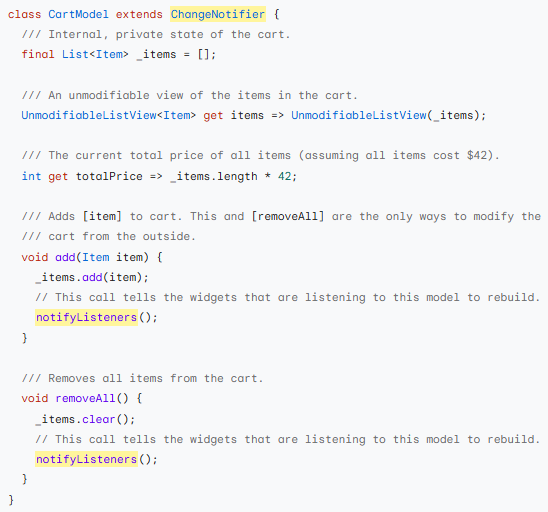 class CartModel extends ChangeNotifier {
/// Internal, private state of the cart.
final List<Item> _items = [];
/// An unmodifiable view of the items in the cart.
UnmodifiableListView<Item> get items => UnmodifiableListView(_items);
/// The current total price of all items (assuming all items cost $42).
int get totalPrice => _items.length * 42;
/// Adds [item] to cart. This and [removeAll] are the only ways to modify the
/// cart from the outside.
void add(Item item) {
_items.add(item);
// This call tells the widgets that are listening to this model to rebuild.
notifyListeners();
}
/// Removes all items from the cart.
void removeAll() {
_items.clear();
// This call tells the widgets that are listening to this model to rebuild.
notifyListeners();
}
}